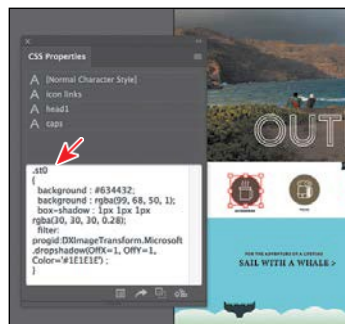 CSS Properties
A [Normal Character Style]
A icon links
A head1
A caps
.st0
{
background : #634432;
background : rgba(99, 68, 50, 1);
box-shadow : 1px 1px 1px
rgba(30, 30, 30, 0.28);
filter:
progid:DXImageTransform.Microsoft
.dropshadow(OffX=1, OffY=1,
Color='#1E1E1E') ;
}
OUT
FOR THE ADVENTURE OF A LIFETIME
SAIL WITH A WHALE >